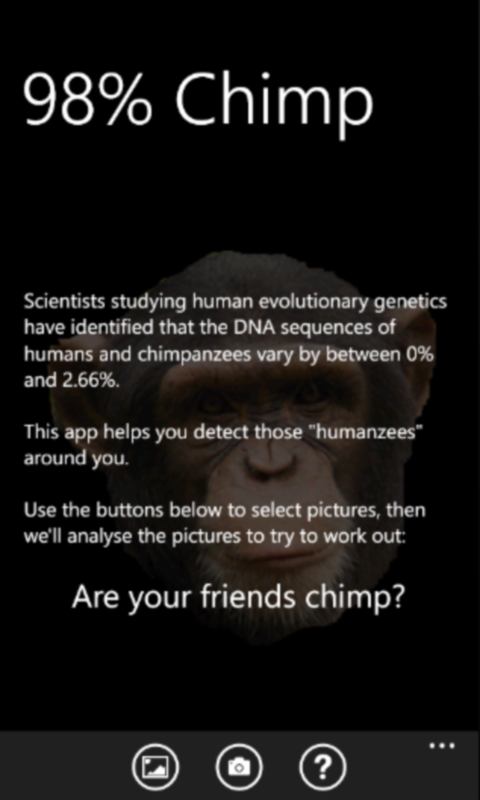 98% Chimp
Scientists studying human evolutionary genetics
have identified that the DNA sequences of
humans and chimpanzees vary by between 0%
and 2.66%.
This app helps you detect those "humanzees"
around you.
Use the buttons below to select pictures, then
we'll analyse the pictures to try to work out:
Are your friends chimp?
?